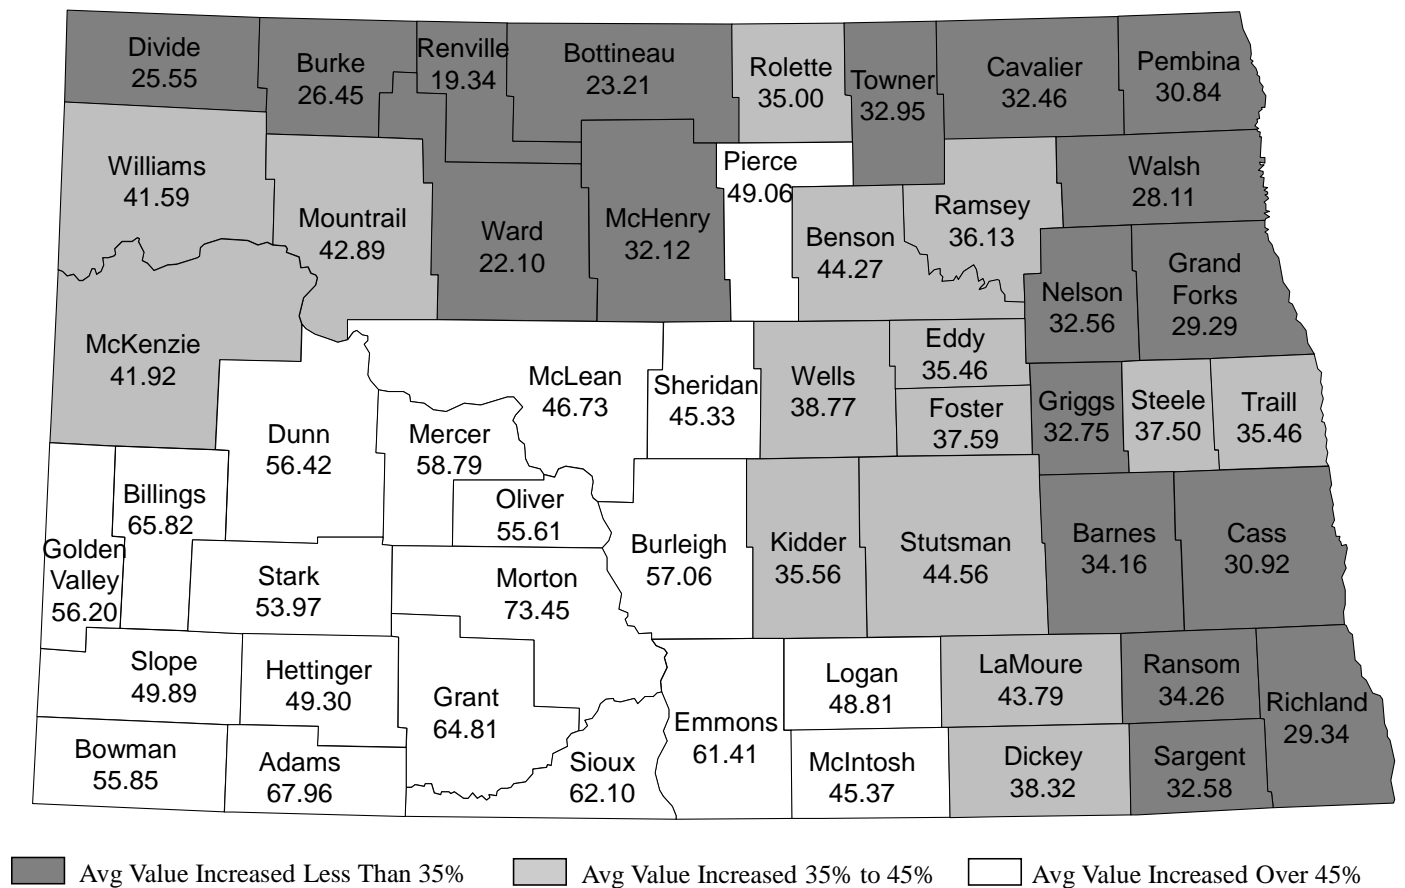 Divide
25.55
Burke
26.45
Renville
19.34
Bottineau
23.21
Rolette
35.00
Towner
32.95
Cavalier
32.46
Pembina
30.84
Williams
41.59
Mountrail
42.89
Ward
22.10
McHenry
32.12
Pierce
49.06
Benson
44.27
Ramsey
36.13
Walsh
28.11
Nelson
32.56
Grand
Forks
29.29
McKenzie
41.92
Dunn
56.42
McLean
46.73
Mercer
58.79
Oliver
55.61
Sheridan
45.33
Wells
38.77
Eddy
35.46
Foster
37.59
Griggs
32.75
Steele
37.50
Traill
35.46
Golden
Valley
56.20
Billings
65.82
Stark
53.97
Morton
73.45
Burleigh
57.06
Kidder
35.56
Stutsman
44.56
Barnes
34.16
Cass
30.92
Slope
49.89
Hettinger
49.30
Grant
64.81
Bowman
55.85
Adams
67.96
Sioux
62.10
Emmons
61.41
Logan
48.81
McIntosh
45.37
LaMoure
43.79
Dickey
38.32
Ransom
34.26
Sargent
32.58
Richland
29.34
Avg Value Increased Less Than 35%
Avg Value Increased 35% to 45%
Avg Value Increased Over 45%